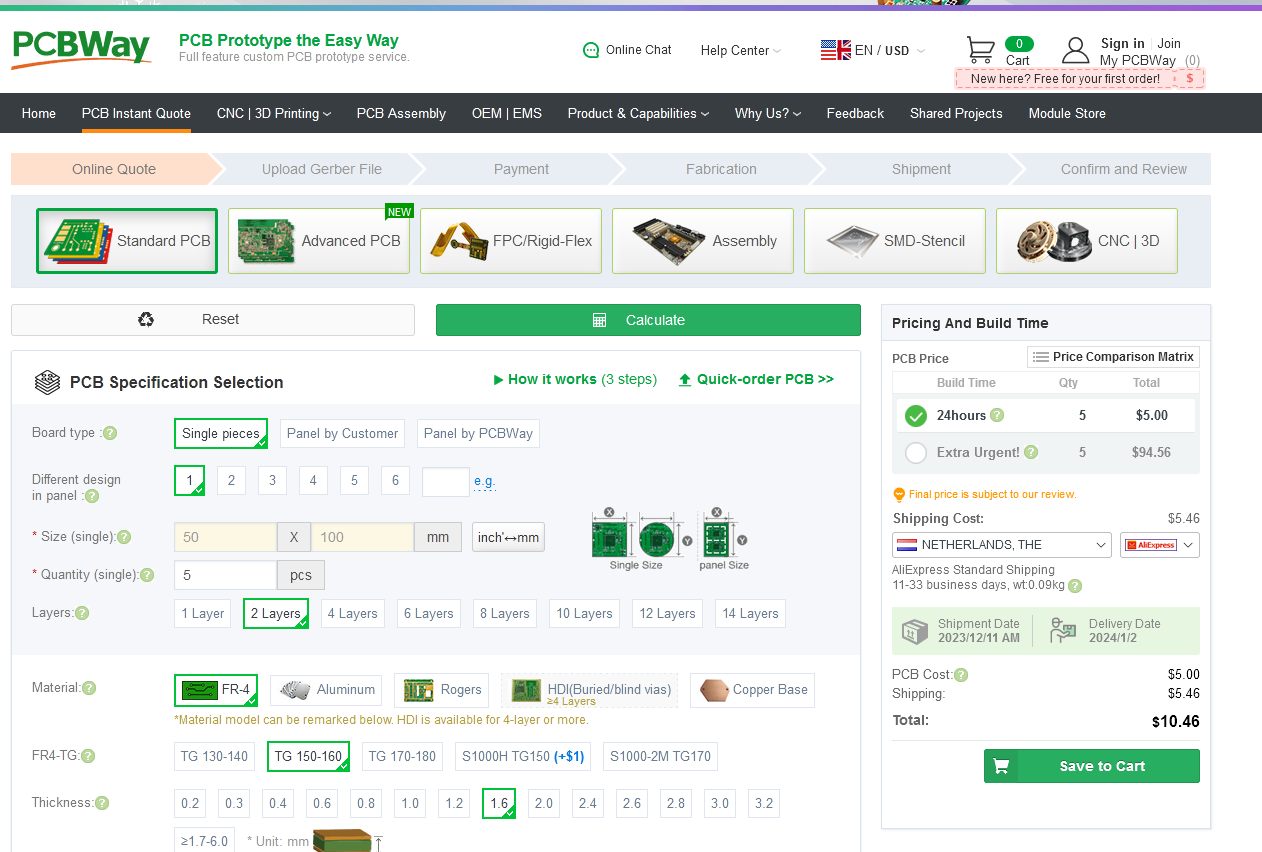 PCBWay
PCB Prototype the Easy Way
Full feature custom PCB prototype service.
Online Chat
Help Center
EN / USD
0
Cart
Sign in | Join
My PCBWay (0)
New here? Free for your first order! $
Home
PCB Instant Quote
CNC | 3D Printing
PCB Assembly
OEM | EMS
Product & Capabilities
Why Us?
Feedback
Shared Projects
Module Store
Online Quote
Upload Gerber File
Payment
Fabrication
Shipment
Confirm and Review
Standard PCB
NEW
Advanced PCB
FPC/Rigid-Flex
Assembly
SMD-Stencil
CNC | 3D
Reset
Calculate
PCB Specification Selection
How it works (3 steps)
Quick-order PCB >>
Board type :?
Single pieces
Panel by Customer
Panel by PCBWay
Different design
in panel :?
1
2
3
4
5
6
e.g.
* Size (single):?
50
X
100
mm
inch'↔mm
X
Y
Single Size
X
Y
panel Size
* Quantity (single):?
5
pcs
Layers:?
1 Layer
2 Layers
4 Layers
6 Layers
8 Layers
10 Layers
12 Layers
14 Layers
Material:?
FR-4
Aluminum
Rogers
HDI(Buried/blind vias)
≥4 Layers
Copper Base
*Material model can be remarked below. HDI is available for 4-layer or more.
FR4-TG:?
TG 130-140
TG 150-160
TG 170-180
S1000H TG150 (+$1)
S1000-2M TG170
Thickness:?
0.2
0.3
0.4
0.6
0.8
1.0
1.2
1.6
2.0
2.4
2.6
2.8
3.0
3.2
≥1.7-6.0
* Unit: mm
Pricing And Build Time
PCB Price
Price Comparison Matrix
Build Time
Qty
Total
24hours ?
5
$5.00
Extra Urgent! ?
5
$94.56
Final price is subject to our review.
Shipping Cost:
$5.46
NETHERLANDS, THE
AliExpress
AliExpress Standard Shipping
11-33 business days, wt:0.09kg ?
Shipment Date
2023/12/11 AM
Delivery Date
2024/1/2
PCB Cost:?
$5.00
Shipping:
$5.46
Total:
$10.46
Save to Cart